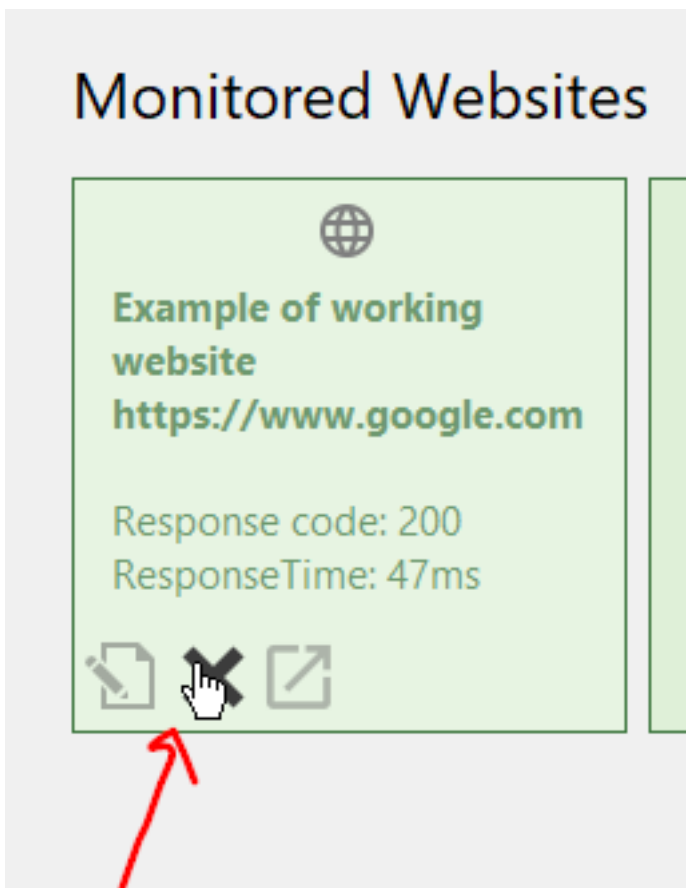 Monitored Websites
Example of working
website
https://www.google.com
Response code: 200
ResponseTime: 47ms